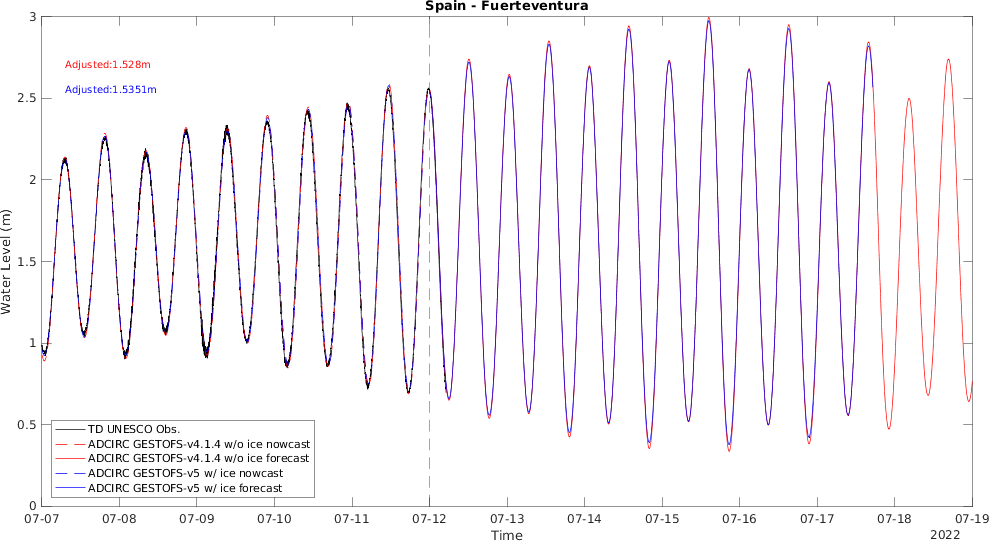 Spain - Fuerteventura
3
Adjusted:1.528m
Adjusted:1.5351m
2.5
2
1.5
1
0.5
0
Water Level (m)
TD UNESCO Obs.
ADCIRC GESTOFS-v4.1.4 w/o ice nowcast
ADCIRC GESTOFS-v4.1.4 w/o ice forecast
ADCIRC GESTOFS-v5 w/ ice nowcast
ADCIRC GESTOFS-v5 w/ ice forecast
07-07 07-08 07-09 07-10 07-11 07-12 07-13 07-14 07-15 07-16 07-17 07-18 07-19
Time
2022